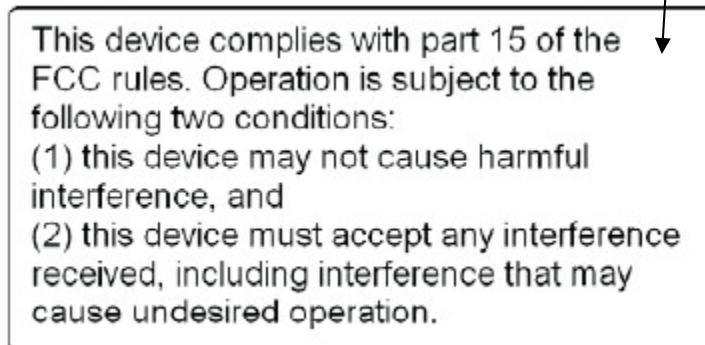 This device complies with part 15 of the
FCC rules. Operation is subject to the
following two conditions:
(1) this device may not cause harmful
interference, and
(2) this device must accept any interference
received, including interference that may
cause undesired operation.